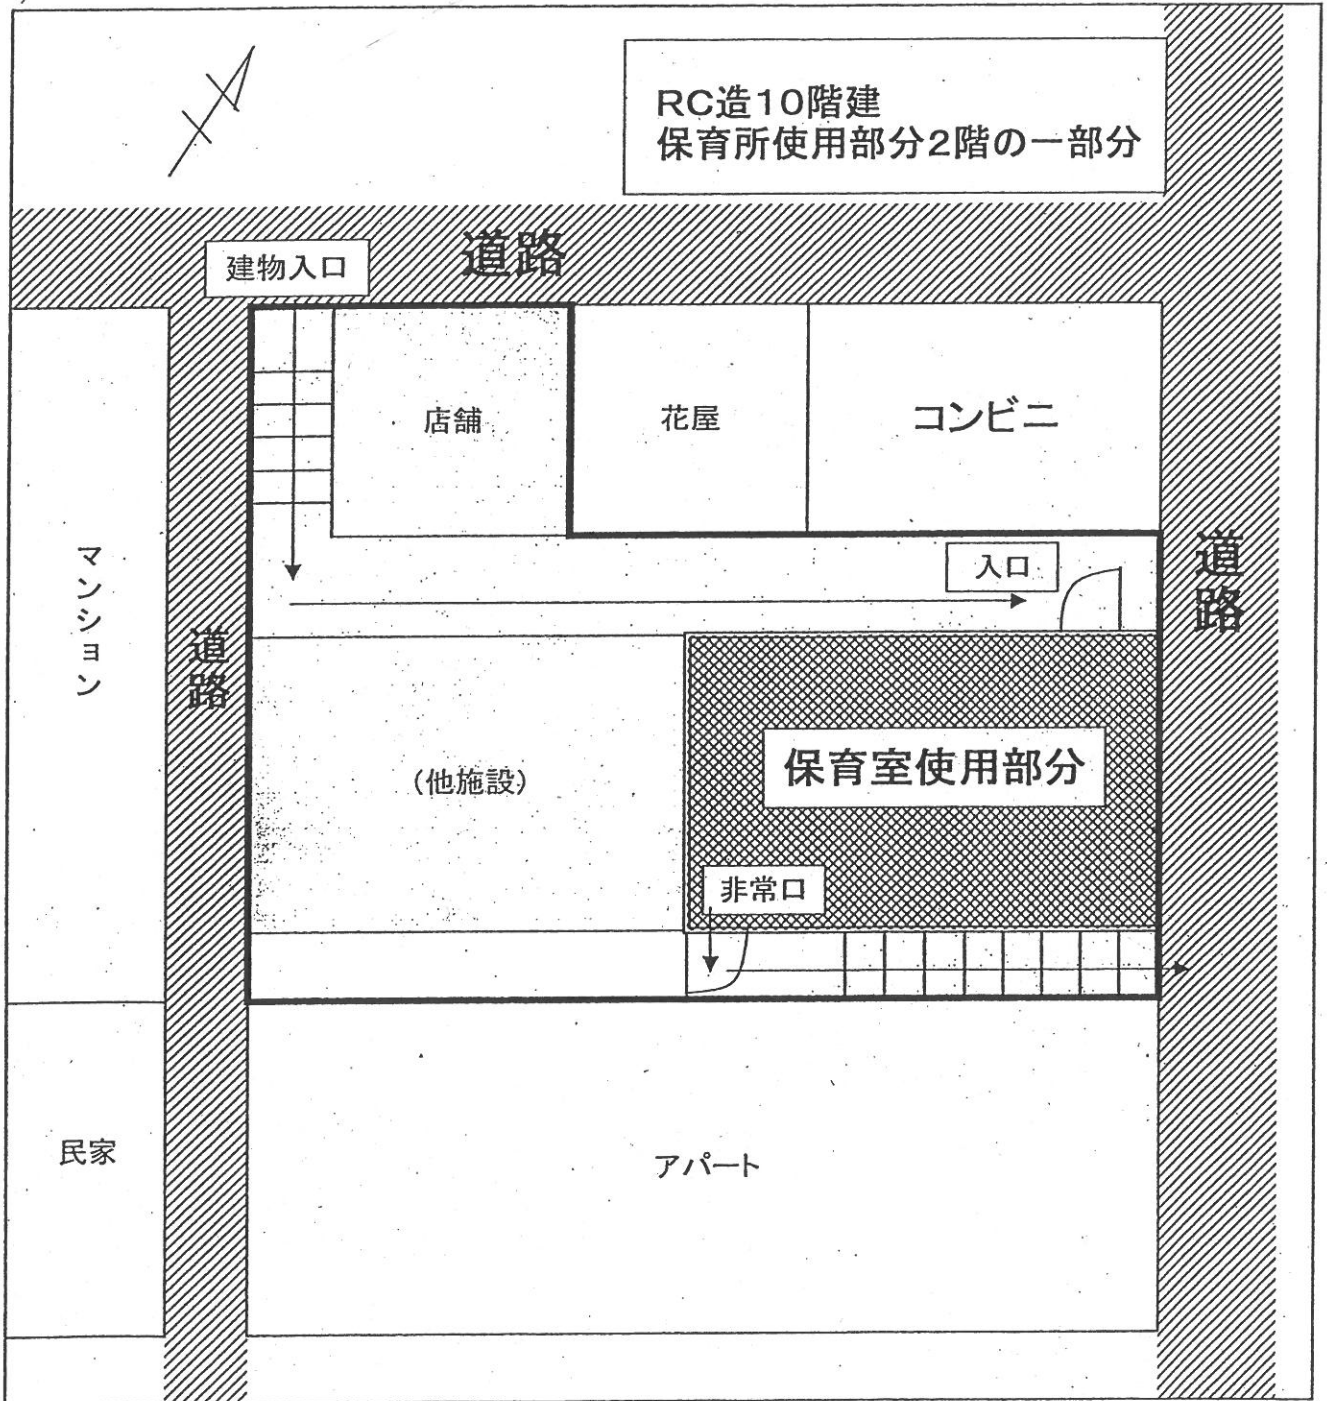 RC造10階建
保育所使用部分2階の一部分
道路
建物入口
店舗
花屋
コンビニ
マンション
道路
入口
道路
(他施設)
保育室使用部分
非常口
民家
アパート